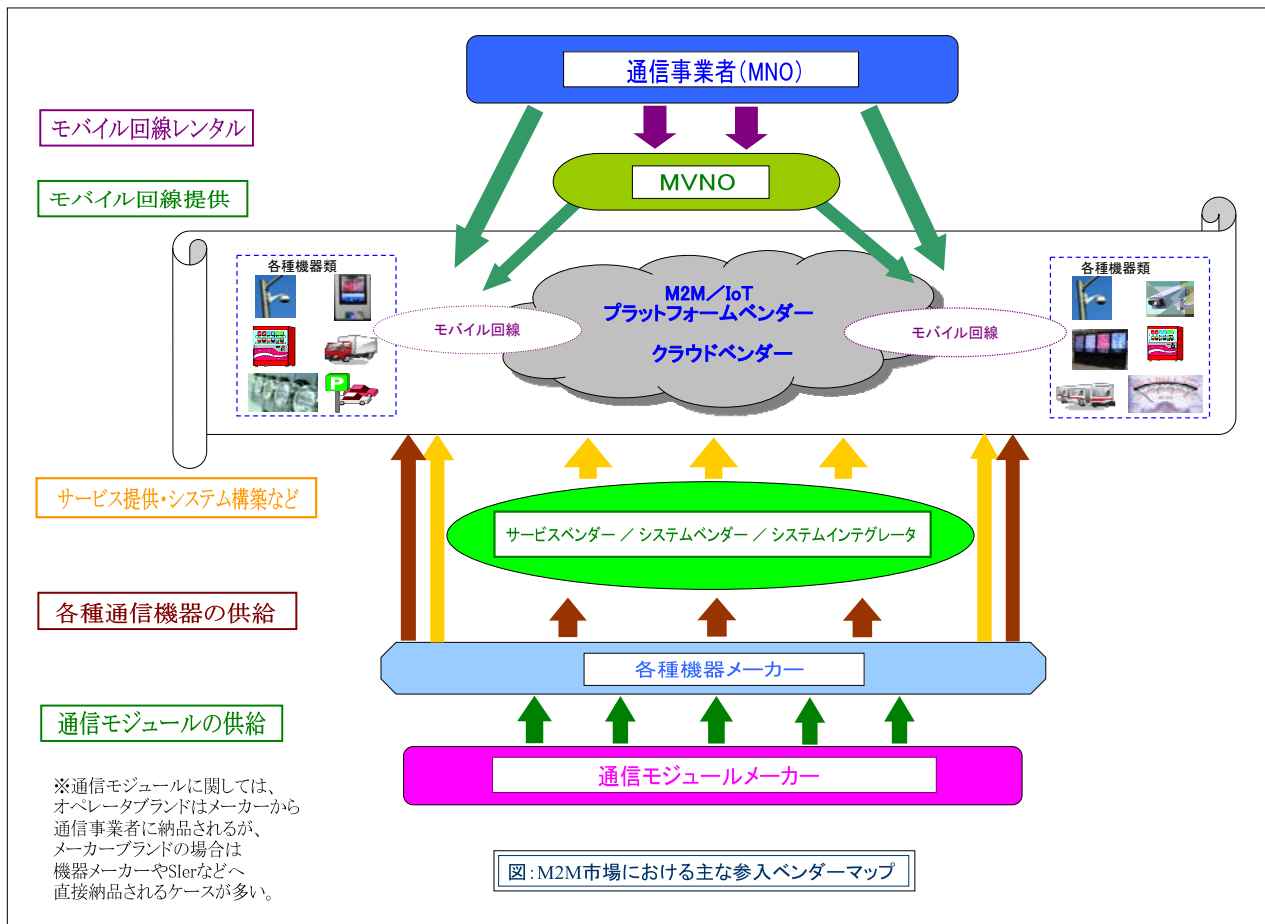 通信事業者(MNO)
モバイル回線レンタル
MVNO
モバイル回線提供
各種機器類
各種機器類
M2M／IoT
プラットフォームベンダー
クラウドベンダー
モバイル回線
モバイル回線
P
サービス提供・システム構築など
サービスベンダー ／ システムベンダー ／ システムインテグレータ
各種通信機器の供給
各種機器メーカー
通信モジュールの供給
通信モジュールメーカー
※通信モジュールに関しては、
オペレータブランドはメーカーから
通信事業者に納品されるが、
メーカーブランドの場合は
機器メーカーやSIerなどへ
直接納品されるケースが多い。
図：M2M市場における主な参入ベンダーマップ